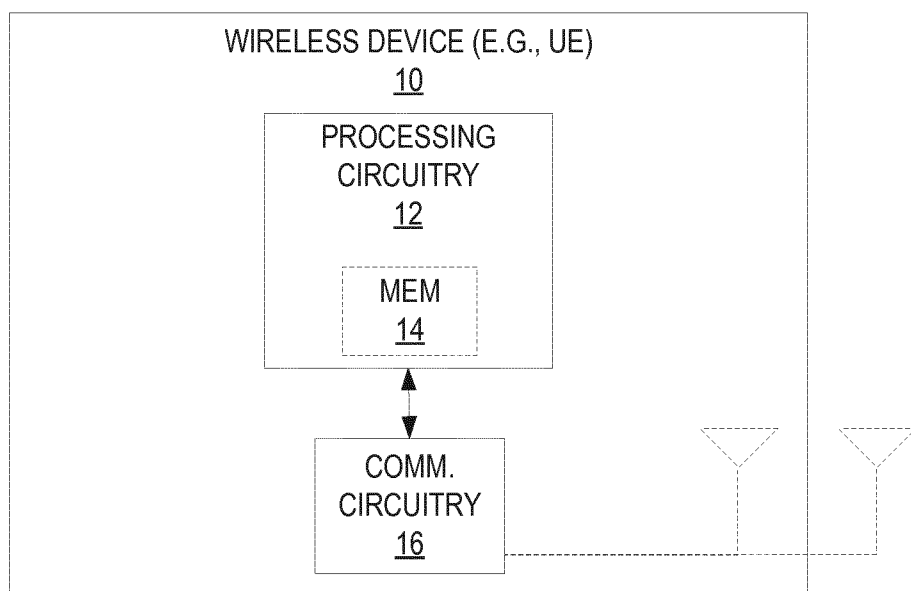 WIRELESS DEVICE (E.G., UE)
10
PROCESSING
CIRCUITRY
12
MEM
14
COMM.
CIRCUITRY
16